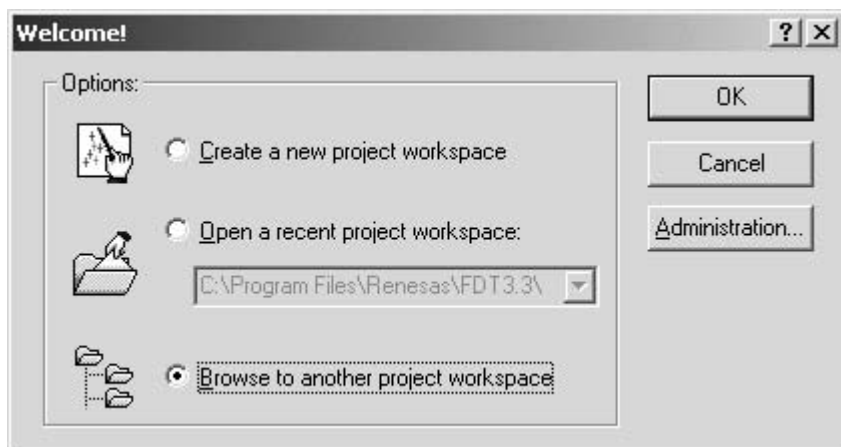 Welcome!
Options:
Create a new project workspace
Open a recent project workspace:
C:\Program Files\Renesas\FDT3.3\
Browse to another project workspace
OK
Cancel
Administration...